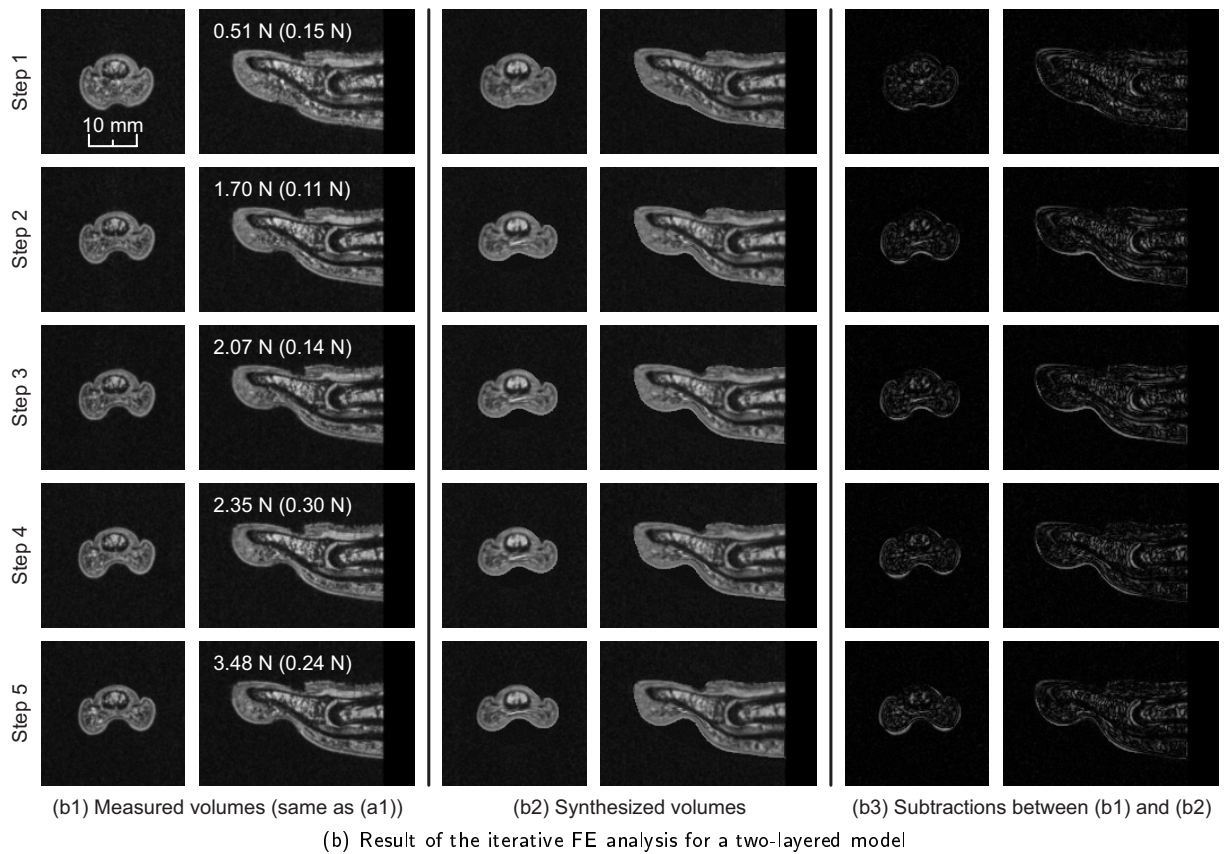 Step 1
0.51 N (0.15 N)
10 mm
Step 2
1.70 N (0.11 N)
Step 3
2.07 N (0.14 N)
Step 4
2.35 N (0.30 N)
Step 5
3.48 N (0.24 N)
(b1) Measured volumes (same as (a1))
(b2) Synthesized volumes
(b3) Subtractions between (b1) and (b2)
(b) Result of the iterative FE analysis for a two-layered model